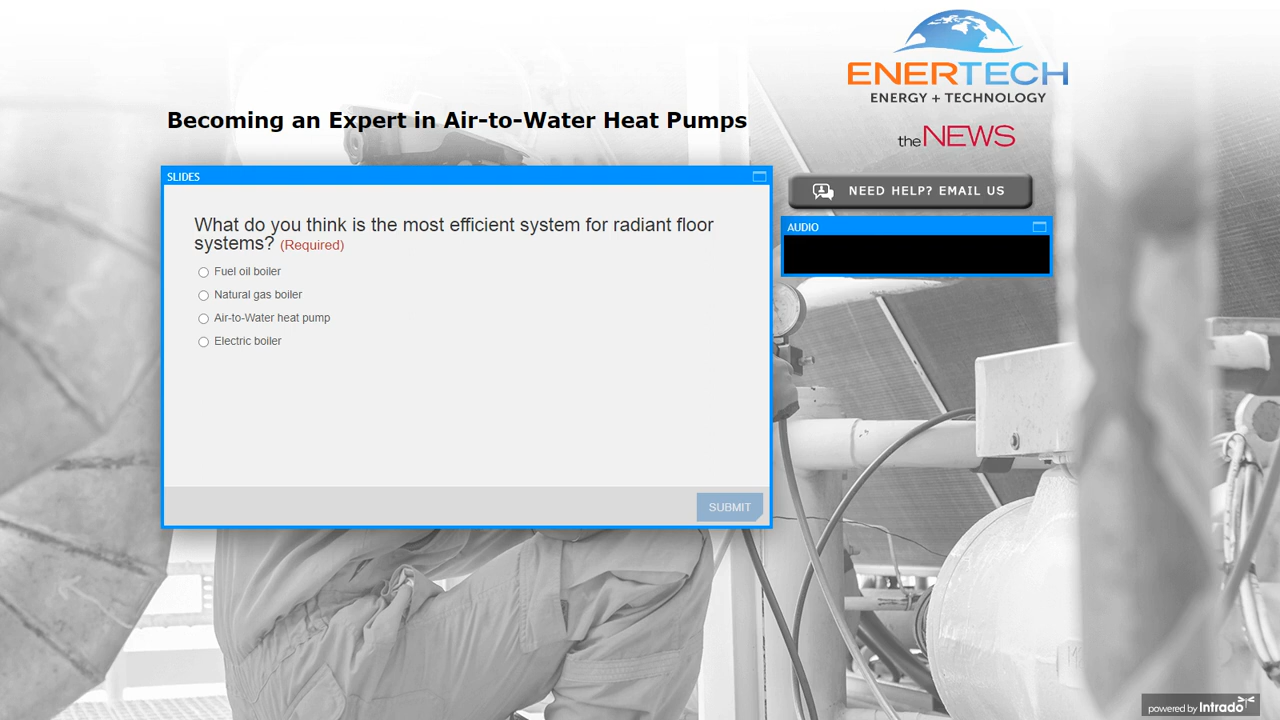 ENERTECH
ENERGY + TECHNOLOGY
Becoming an Expert in Air-to-Water Heat Pumps
the NEWS
SLIDES
NEED HELP? EMAIL US
What do you think is the most efficient system for radiant floor
systems? (Required)
AUDIO
Fuel oil boiler
Natural gas boiler
Air-to-Water heat pump
Electric boiler
SUBMIT
powered by Intrado